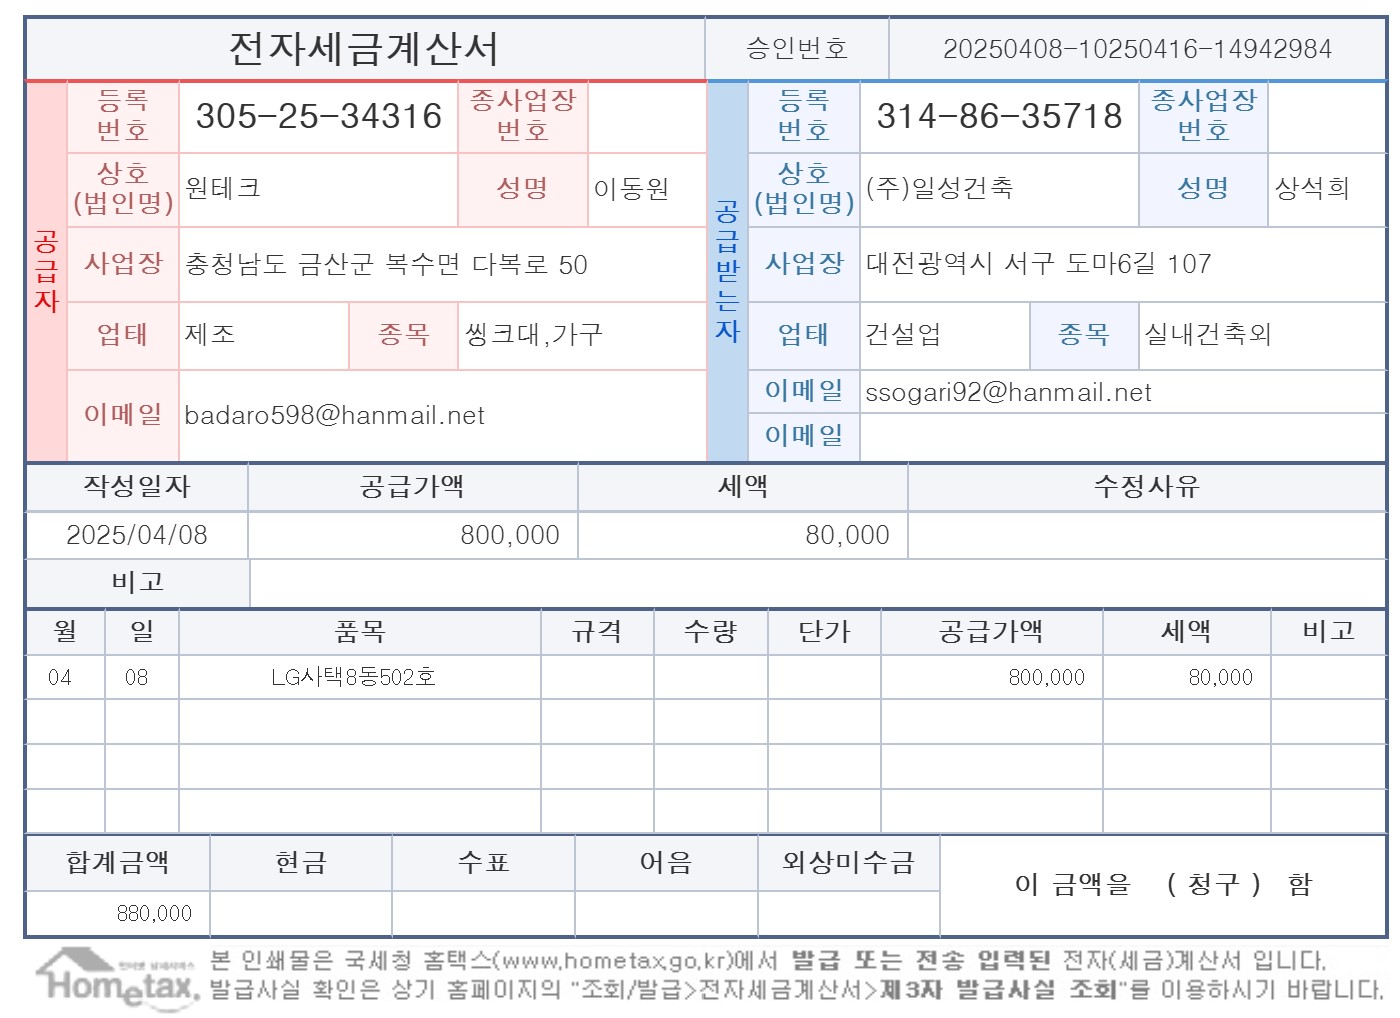 전자세금계산서 승인번호 20250408-10250416-14942984
공급자
등록번호 305-25-34316 종사업장번호
상호(법인명) 원테크 성명 이동원
사업장 충청남도 금산군 복수면 다복로 50
업태 제조 종목 씽크대,가구
이메일 badaro598@hanmail.net
공급받는자
등록번호 314-86-35718 종사업장번호
상호(법인명) (주)일성건축 성명 상석희
사업장 대전광역시 서구 도마6길 107
업태 건설업 종목 실내건축외
이메일 ssogari92@hanmail.net
이메일
작성일자 공급가액 세액 수정사유
2025/04/08 800,000 80,000
비고
월 일 품목 규격 수량 단가 공급가액 세액 비고
04 08 LG사택8동502호 800,000 80,000
합계금액 현금 수표 어음 외상미수금 이 금액을 ( 청구 ) 함
880,000
Hometax.
본 인쇄물은 국세청 홈택스(www.hometax.go.kr)에서 발급 또는 전송 입력된 전자(세금)계산서 입니다.
발급사실 확인은 상기 홈페이지의 "조회/발급>전자세금계산서>제3자 발급사실 조회"를 이용하시기 바랍니다.